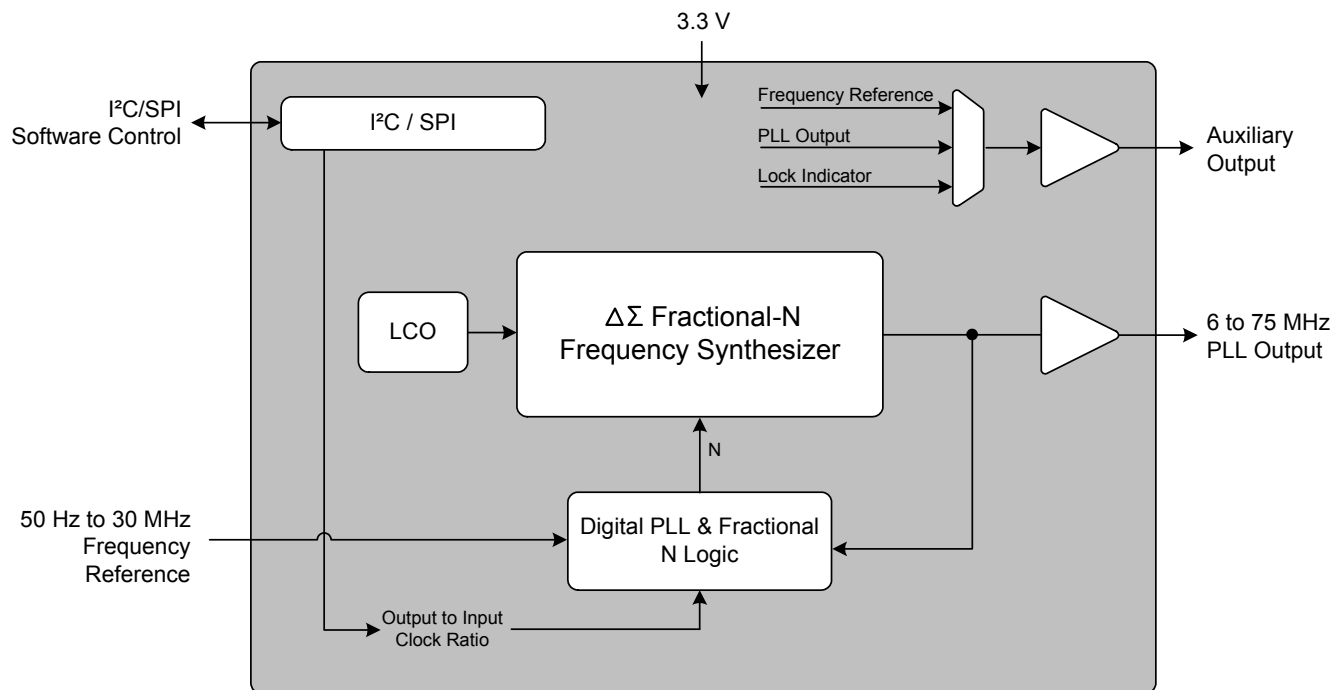 3.3 V
I²C/SPI
Software Control
I²C / SPI
Frequency Reference
PLL Output
Lock Indicator
Auxiliary
Output
LCO
ΔΣ Fractional-N
Frequency Synthesizer
6 to 75 MHz
PLL Output
N
50 Hz to 30 MHz
Frequency
Reference
Digital PLL & Fractional
N Logic
Output to Input
Clock Ratio